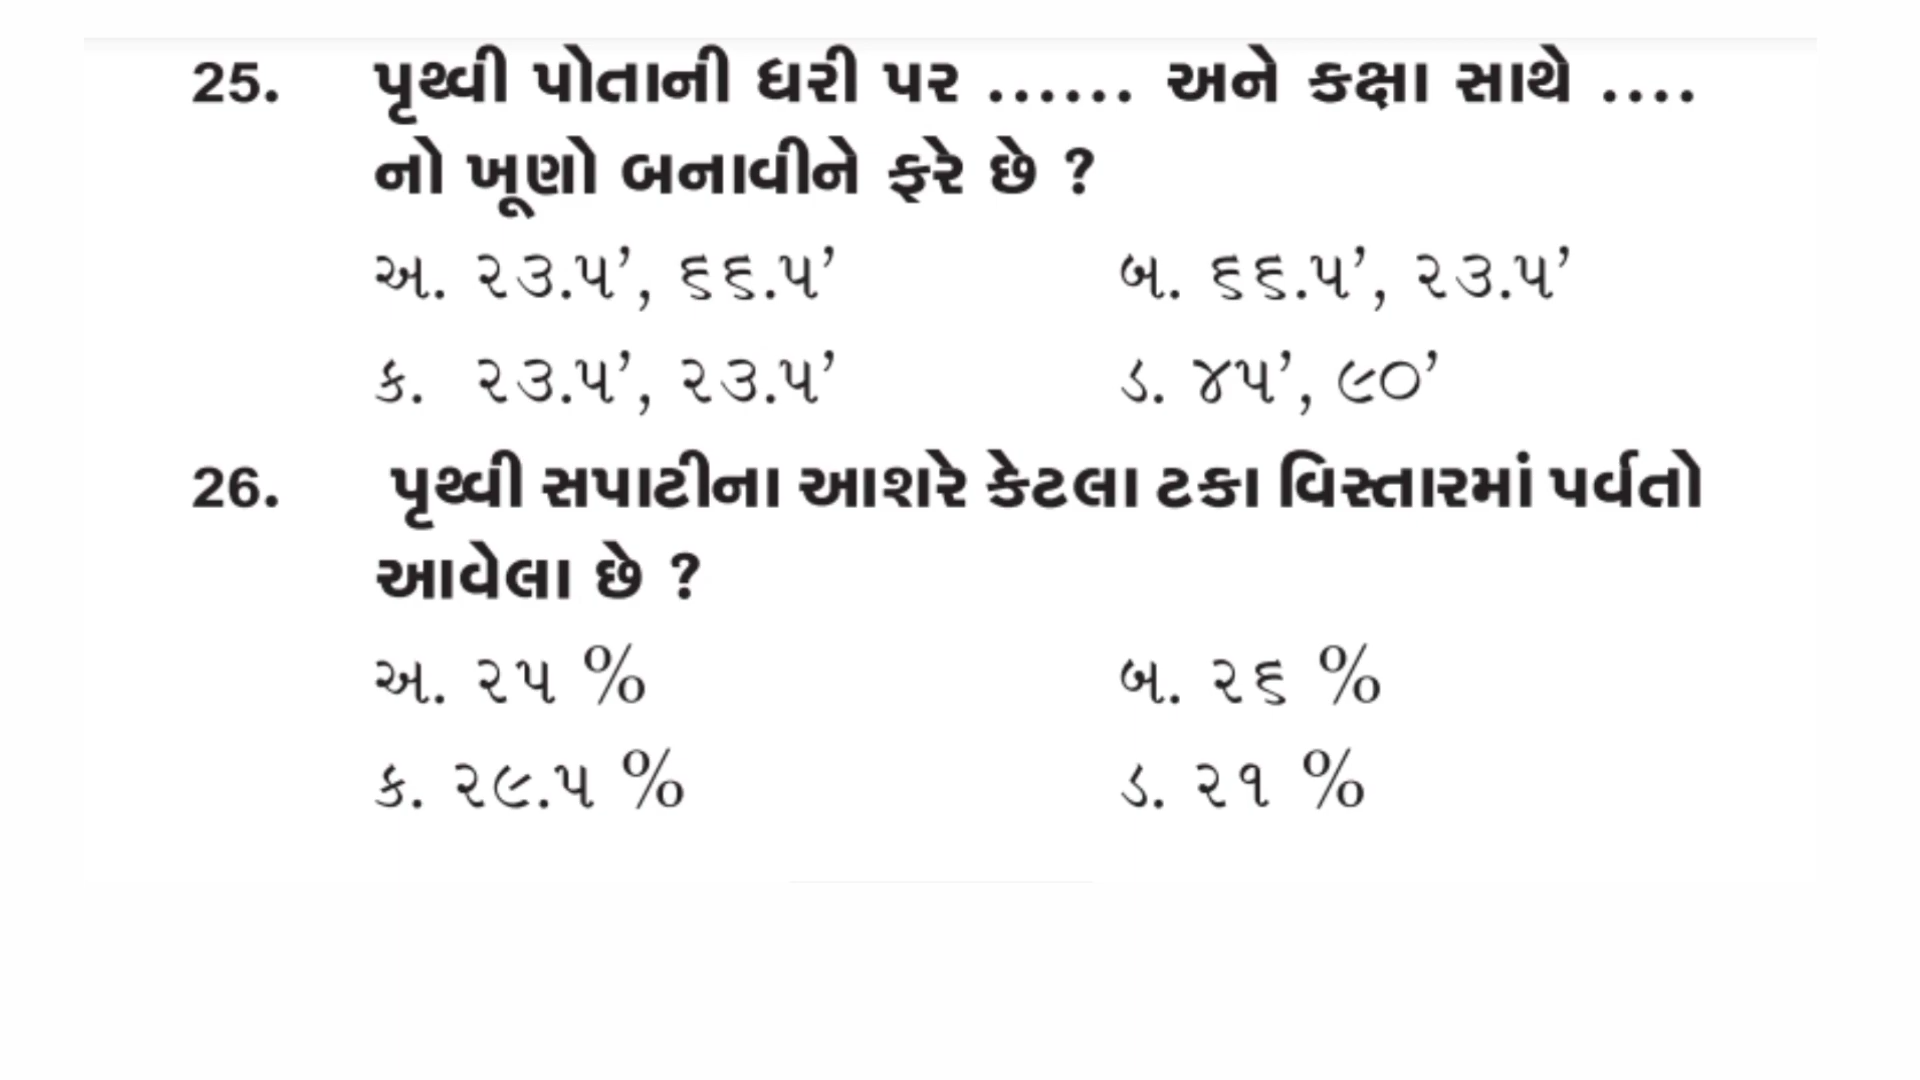 25. પૃથ્વી પોતાની ધરી પર ...... અને કક્ષા સાથે ....
નો ખૂણો બનાવીને ફરે છે ?
અ. ૨૩.૫’, ૬૬.૫’ બ. ૬૬.૫’, ૨૩.૫’
ક. ૨૩.૫’, ૨૩.૫’ ડ. ૪૫’, ૯૦’
26. પૃથ્વી સપાટીના આશરે કેટલા ટકા વિસ્તારમાં પર્વતો
આવેલા છે ?
અ. ૨૫ % બ. ૨૬ %
ક. ૨૯.૫ % ડ. ૨૧ %